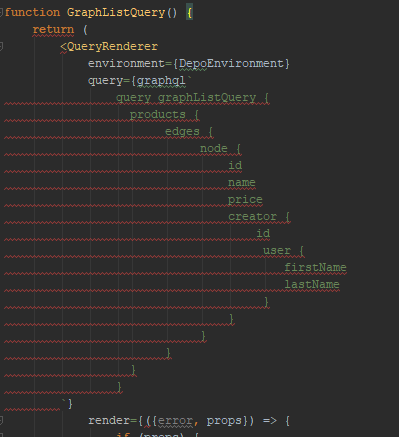 function GraphListQuery() {
return (
<QueryRenderer
environment={DepoEnvironment}
query={graphql`
query graphListQuery {
products {
edges {
node {
id
name
price
creator {
id
user {
firstName
lastName
}
}
}
}
}
}
`}
render={({error, props}) => {
if (props) {